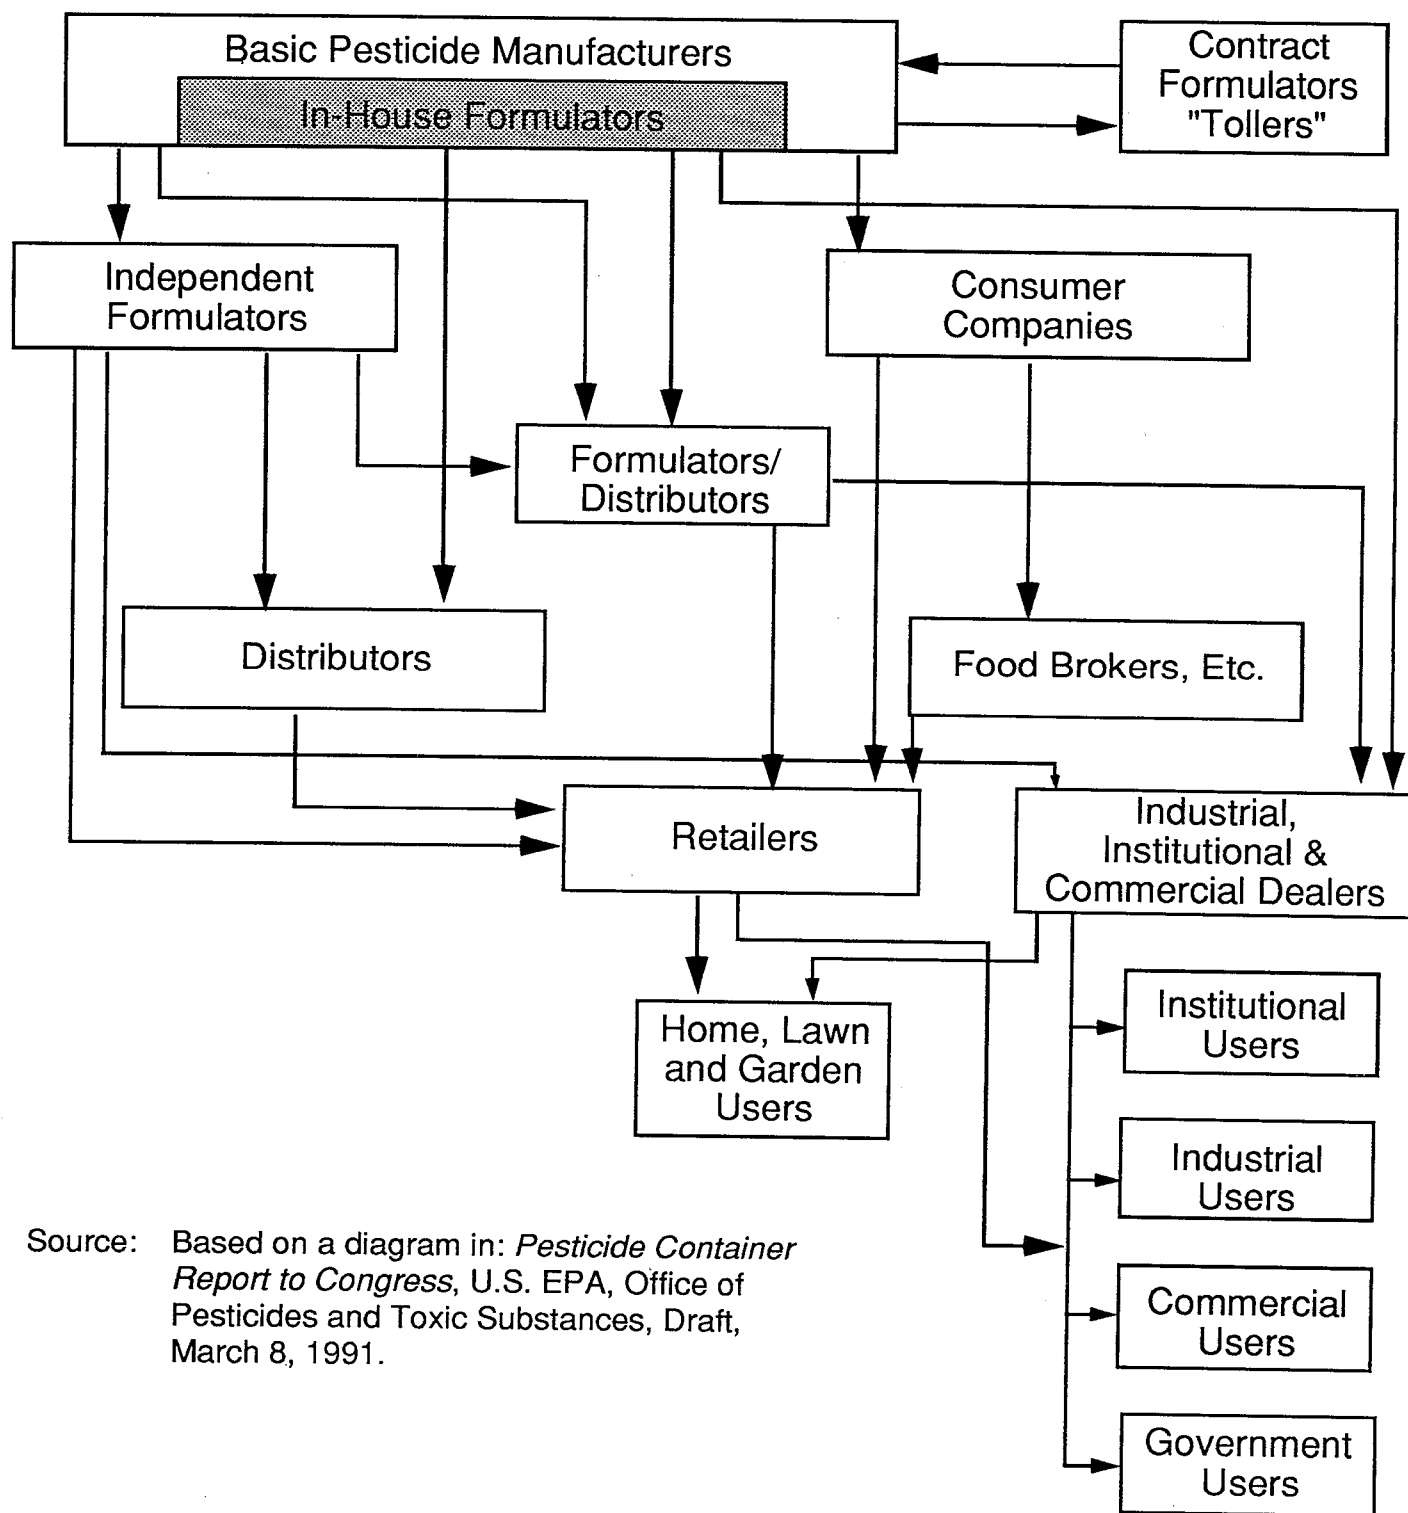 Basic Pesticide Manufacturers
In-House Formulators
Contract
Formulators
"Tollers"
Independent
Formulators
Consumer
Companies
Formulators/
Distributors
Distributors
Food Brokers, Etc.
Retailers
Industrial,
Institutional &
Commercial Dealers
Home, Lawn
and Garden
Users
Institutional
Users
Industrial
Users
Commercial
Users
Government
Users
Source: Based on a diagram in: Pesticide Container
Report to Congress, U.S. EPA, Office of
Pesticides and Toxic Substances, Draft,
March 8, 1991.